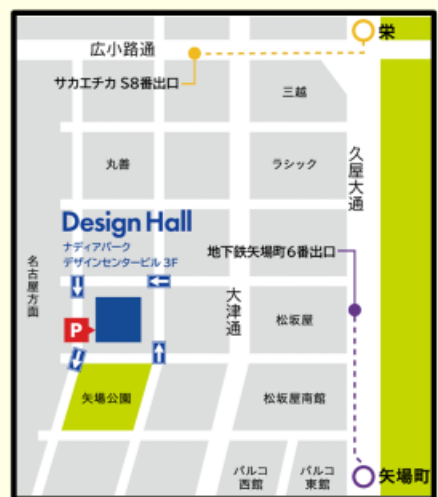 栄
広小路通
サカエチカ S8番出口
三越
丸善
ラシック
久屋大通
Design Hall
ナディアパーク
デザインセンタービル 3F
地下鉄矢場町6番出口
名古屋方面
大津通
P
松坂屋
矢場公園
松坂屋南館
パルコ
西館
パルコ
東館
矢場町